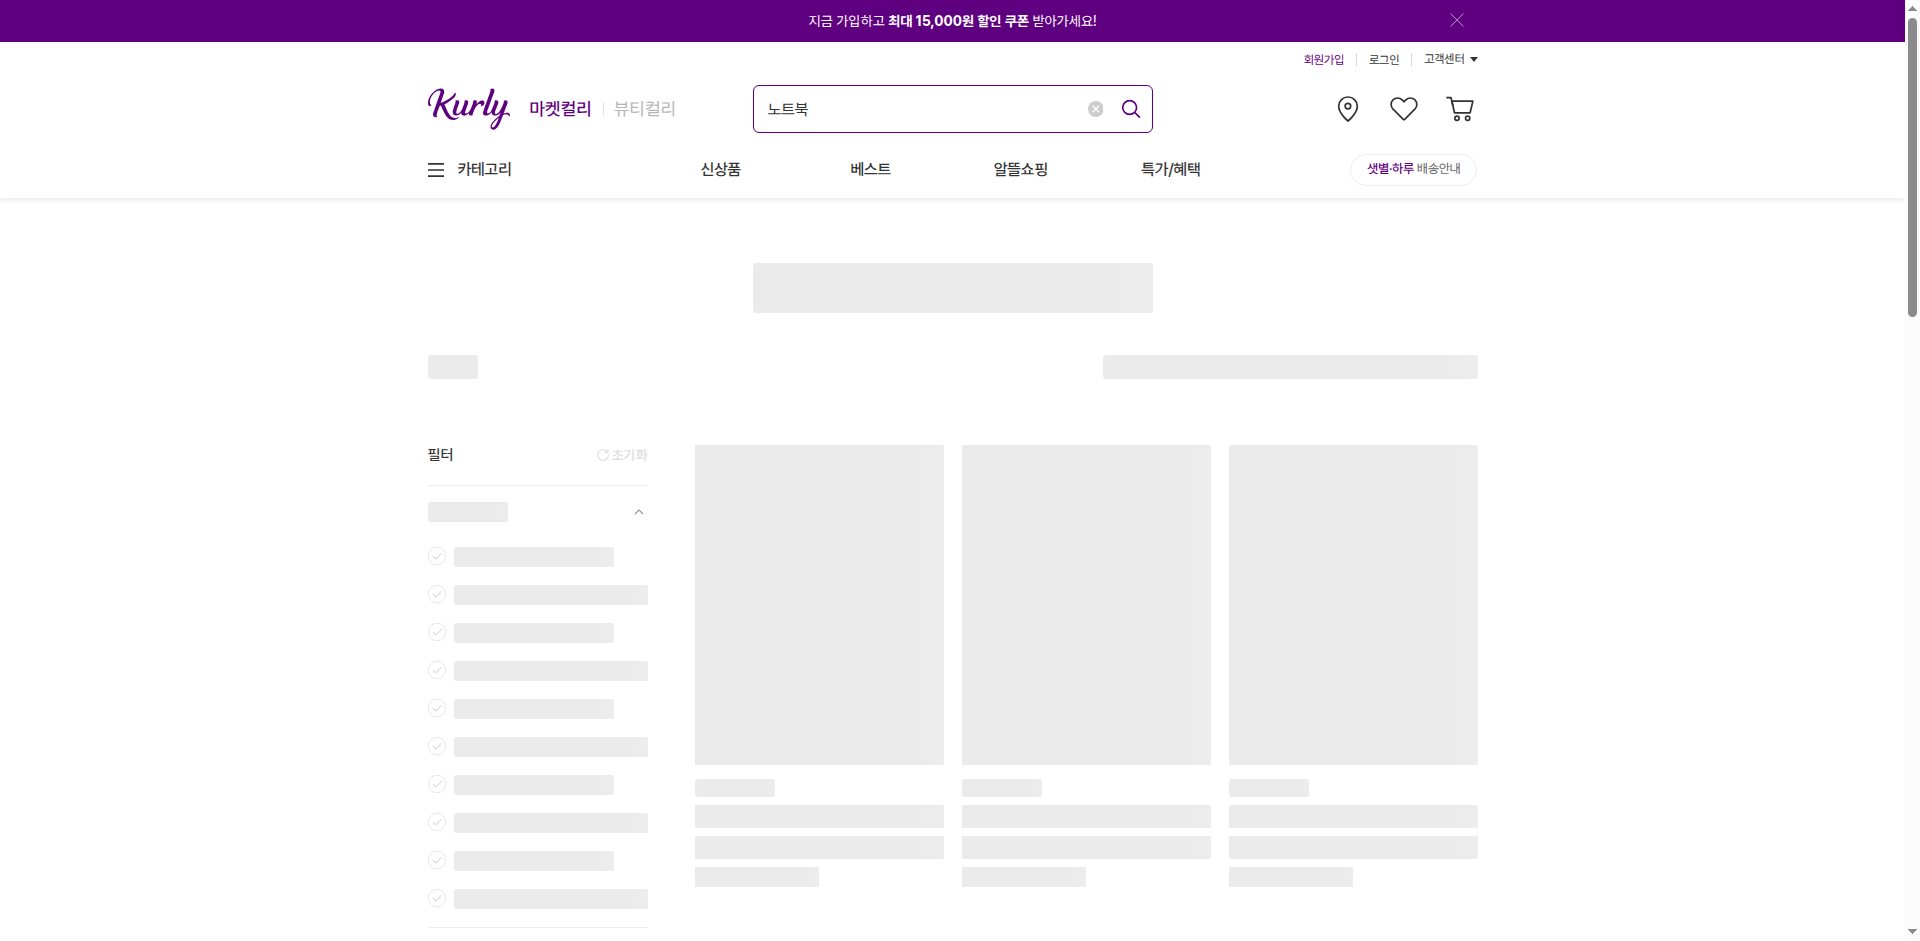 지금 가입하고 최대 15,000원 할인 쿠폰 받아가세요!
회원가입 로그인 고객센터
Kurly 마켓컬리 뷰티컬리 노트북
카테고리 신상품 베스트 알뜰쇼핑 특가/혜택 샛별·하루 배송안내
필터 초기화